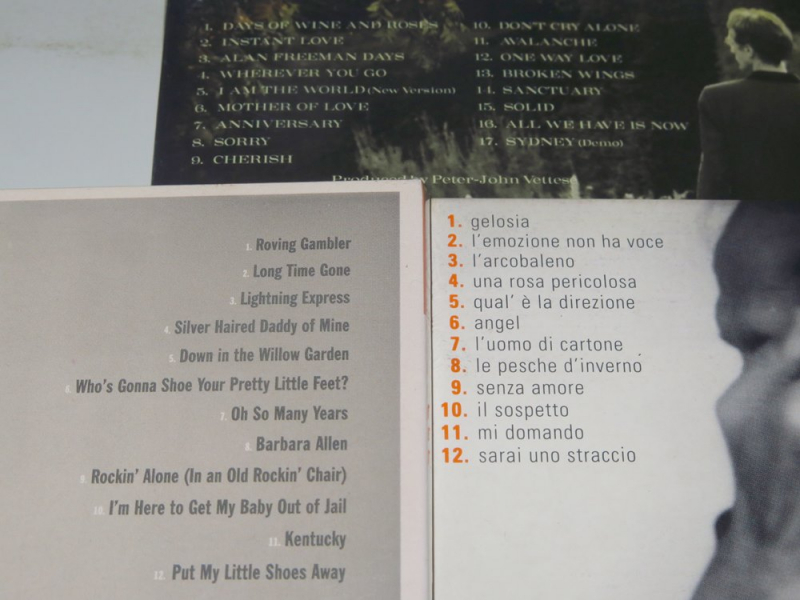 1. DAYS OF WINE AND ROSES
2. INSTANT LOVE
3. ALAN FREEMAN DAYS
4. WHEREVER YOU GO
5. I AM THE WORLD (New Version)
6. MOTHER OF LOVE
7. ANNIVERSARY
8. SORRY
9. CHERISH
10. DON'T CRY ALONE
11. AVALANCHE
12. ONE WAY LOVE
13. BROKEN WINGS
14. SANCTUARY
15. SOLID
16. ALL WE HAVE IS NOW
17. SYDNEY (Demo)
Produced by Peter-John Vettese
1. Roving Gambler
2. Long Time Gone
3. Lightning Express
4. Silver Haired Daddy of Mine
5. Down in the Willow Garden
6. Who's Gonna Shoe Your Pretty Little Feet?
7. Oh So Many Years
8. Barbara Allen
9. Rockin' Alone (In an Old Rockin' Chair)
10. I'm Here to Get My Baby Out of Jail
11. Kentucky
12. Put My Little Shoes Away
1. gelosia
2. l'emozione non ha voce
3. l'arcobaleno
4. una rosa pericolosa
5. qual' è la direzione
6. angel
7. l'uomo di cartone
8. le pesche d'inverno
9. senza amore
10. il sospetto
11. mi domando
12. sarai uno straccio